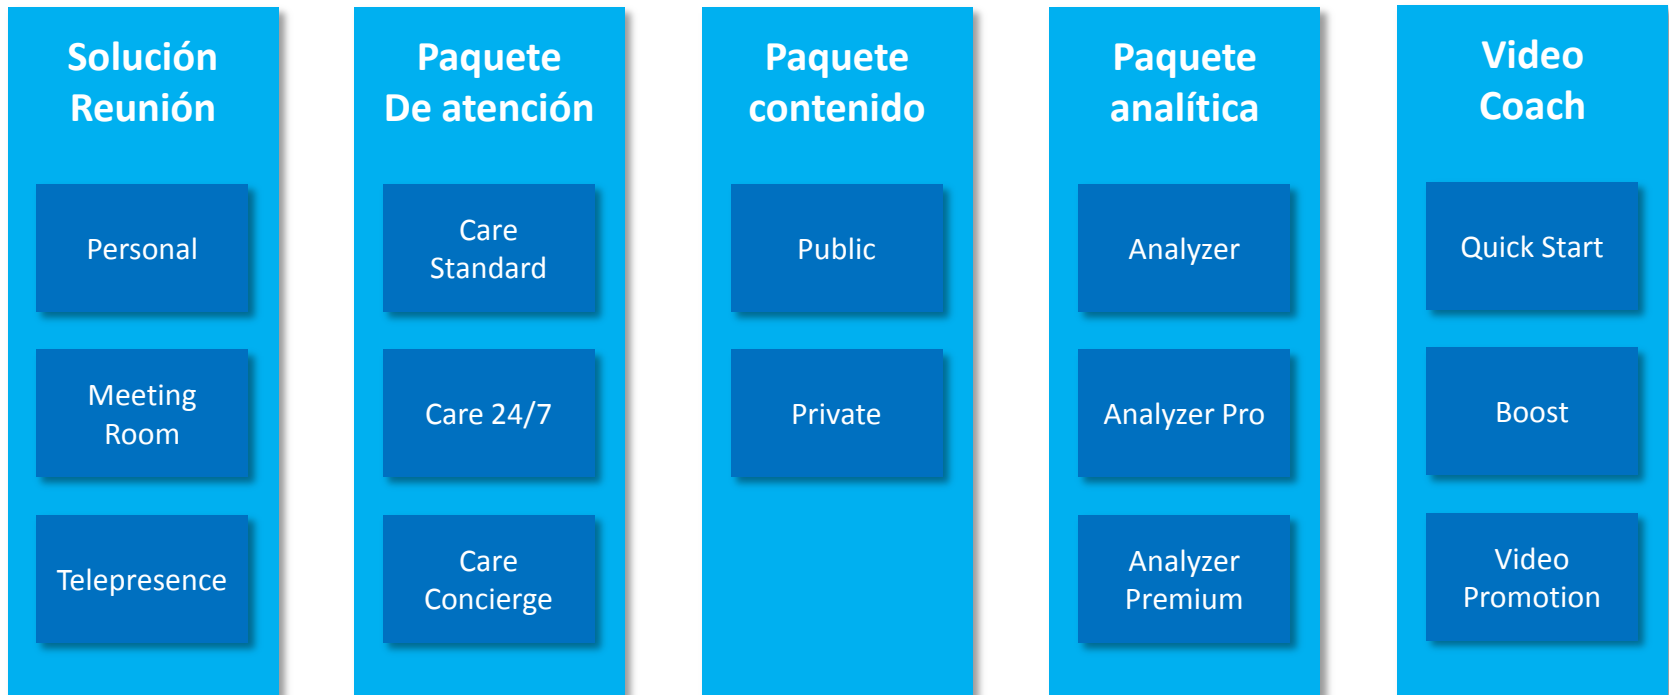 Solución
Reunión
Personal
Meeting
Room
Telepresence
Paquete
De atención
Care
Standard
Care 24/7
Care
Concierge
Paquete
contenido
Public
Private
Paquete
analítica
Analyzer
Analyzer Pro
Analyzer
Premium
Video
Coach
Quick Start
Boost
Video
Promotion